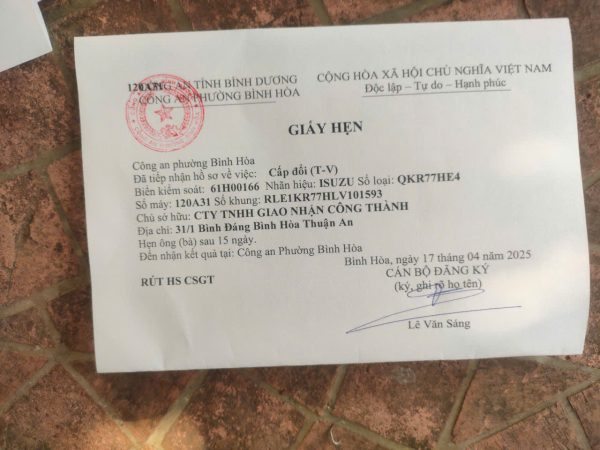 120A31
CÔNG AN TỈNH BÌNH DƯƠNG
CÔNG AN PHƯỜNG BÌNH HÒA
CỘNG HÒA XÃ HỘI CHỦ NGHĨA VIỆT NAM
Độc lập – Tự do – Hạnh phúc
GIẤY HẸN
Công an phường Bình Hòa
Đã tiếp nhận hồ sơ về việc: Cấp đổi (T-V)
Biển kiểm soát: 61H00166 Nhãn hiệu: ISUZU Số loại: QKR77HE4
Số máy: 120A31 Số khung: RLE1KR77HLV101593
Chủ sở hữu: CTY TNHH GIAO NHẬN CÔNG THÀNH
Địa chỉ: 31/1 Bình Đáng Bình Hòa Thuận An
Hẹn ông (bà) sau 15 ngày.
Đến nhận kết quả tại: Công an Phường Bình Hòa
Bình Hòa, ngày 17 tháng 04 năm 2025
RÚT HS CSGT
CÁN BỘ ĐĂNG KÝ
(ký, ghi rõ họ tên)
Lê Văn Sáng